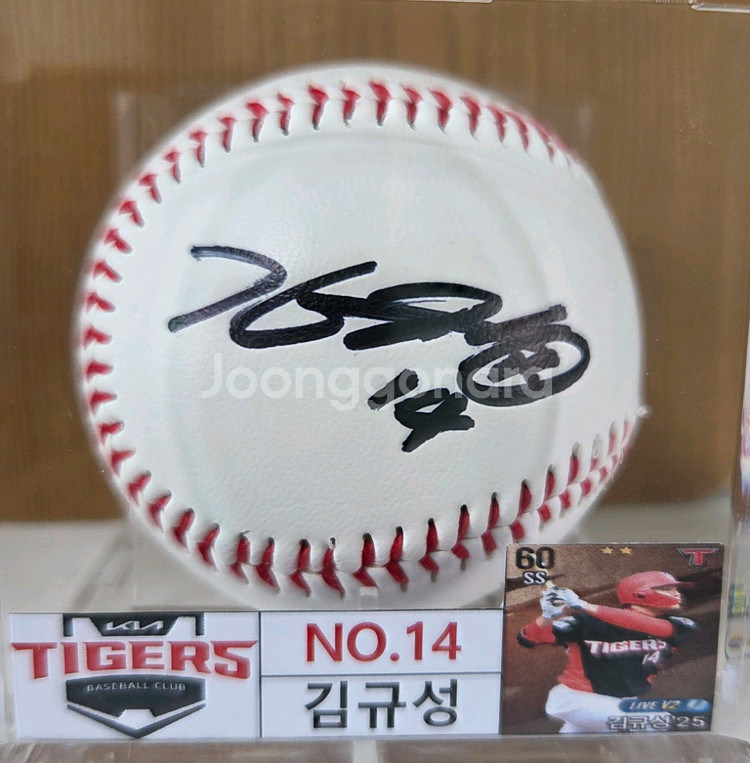 14
Joonggonara
KIA
TIGERS
BASEBALL CLUB
NO.14
김규성
60
SS
T
TIGERS
14
LIVE V2
김규성'25